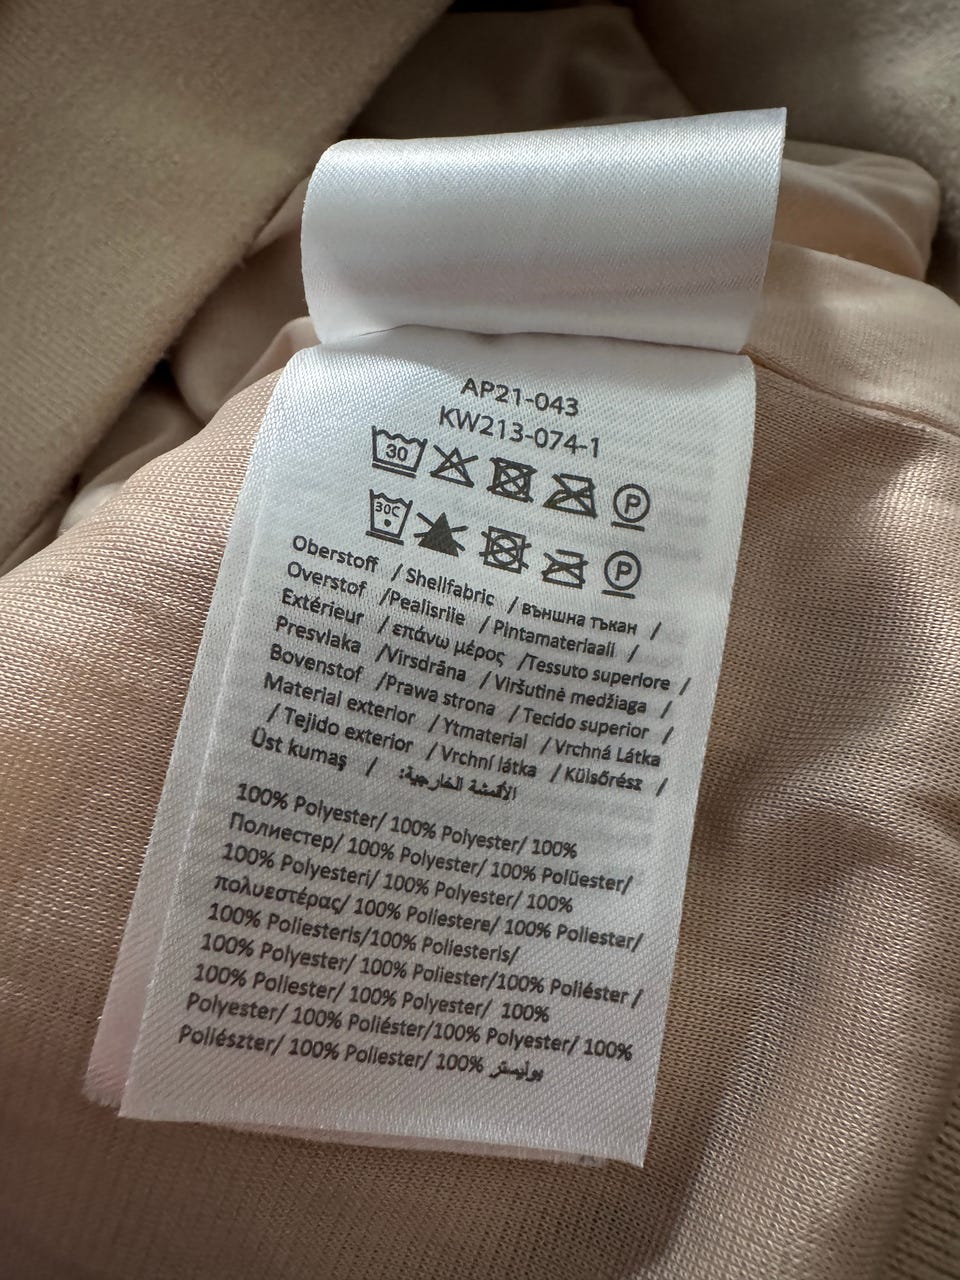 AP21-043
KW213-074-1
30 P
30C P
Oberstoff / Shellfabric / външна тъкан /
Overstof /Pealisriie / Pintamateriaali /
Extérieur / επάνω μέρος /Tessuto superiore /
Presvlaka /Virsdrāna / Viršutinė medžiaga /
Bovenstof /Prawa strona / Tecido superior /
Material exterior / Ytmaterial / Vrchná Látka
/ Tejido exterior / Vrchní látka / Külsőrész /
Üst kumaş / الأقمشة الخارجية:
100% Polyester/ 100% Polyester/ 100%
Полиестер/ 100% Polyester/ 100% Polüester/
100% Polyesteri/ 100% Polyester/ 100%
πολυεστέρας/ 100% Poliestere/ 100% Poliester/
100% Poliesteris/100% Poliesteris/
100% Polyester/ 100% Poliester/100% Poliéster /
100% Poliester/ 100% Polyester/ 100%
Polyester/ 100% Poliéster/100% Polyester/ 100%
Poliészter/ 100% Poliester/ 100% بوليستر